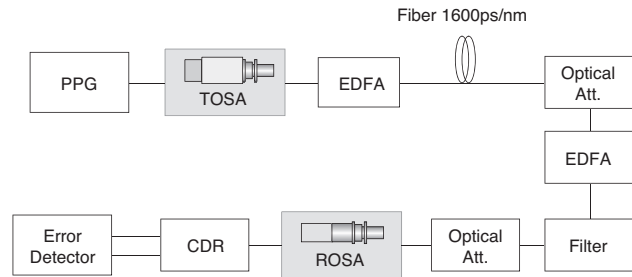 Fiber 1600ps/nm
PPG
TOSA
EDFA
Optical
Att.
EDFA
Error
Detector
CDR
ROSA
Optical
Att.
Filter